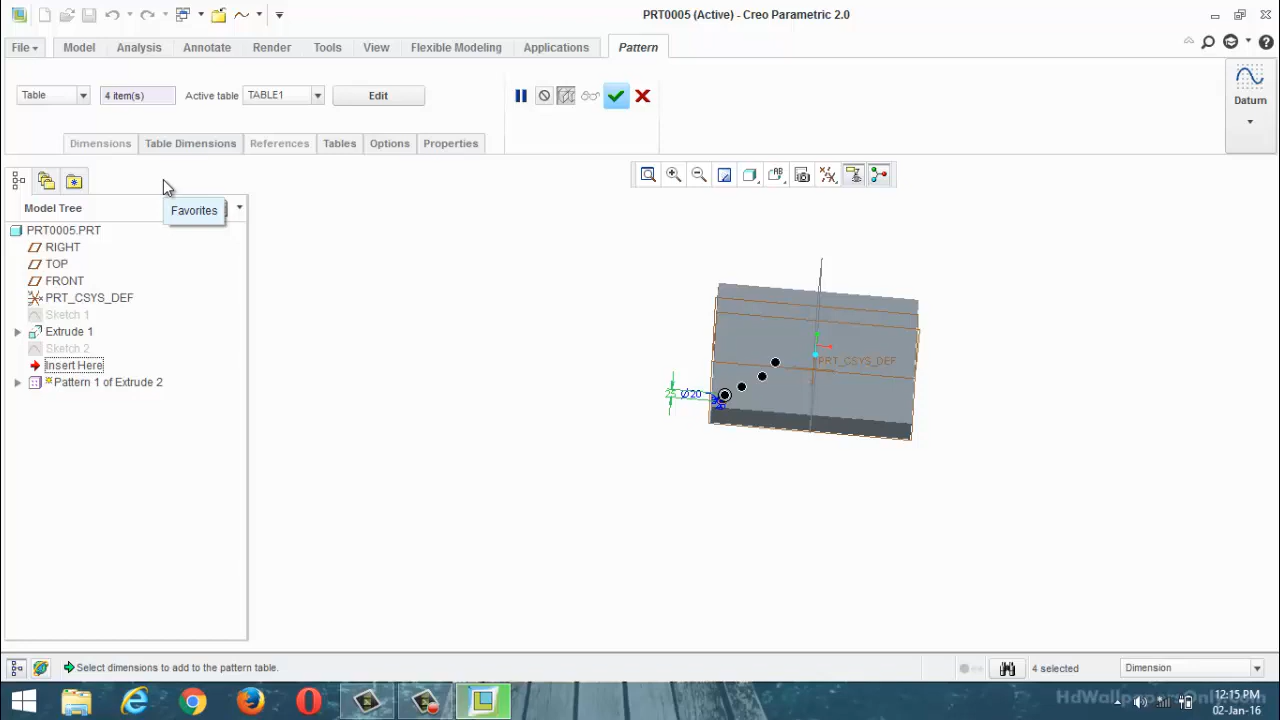 PRT0005 (Active) - Creo Parametric 2.0
File Model Analysis Annotate Render Tools View Flexible Modeling Applications Pattern
Table 4 item(s) Active table TABLE1 Edit
Datum
Dimensions Table Dimensions References Tables Options Properties
Model Tree
Favorites
PRT0005.PRT
RIGHT
TOP
FRONT
PRT_CSYS_DEF
Sketch 1
Extrude 1
Sketch 2
Insert Here
Pattern 1 of Extrude 2
PRT_CSYS_DEF
25 Ø20
Select dimensions to add to the pattern table.
4 selected
Dimension
12:15 PM
HdWallpapersOnly.com
02-Jan-16